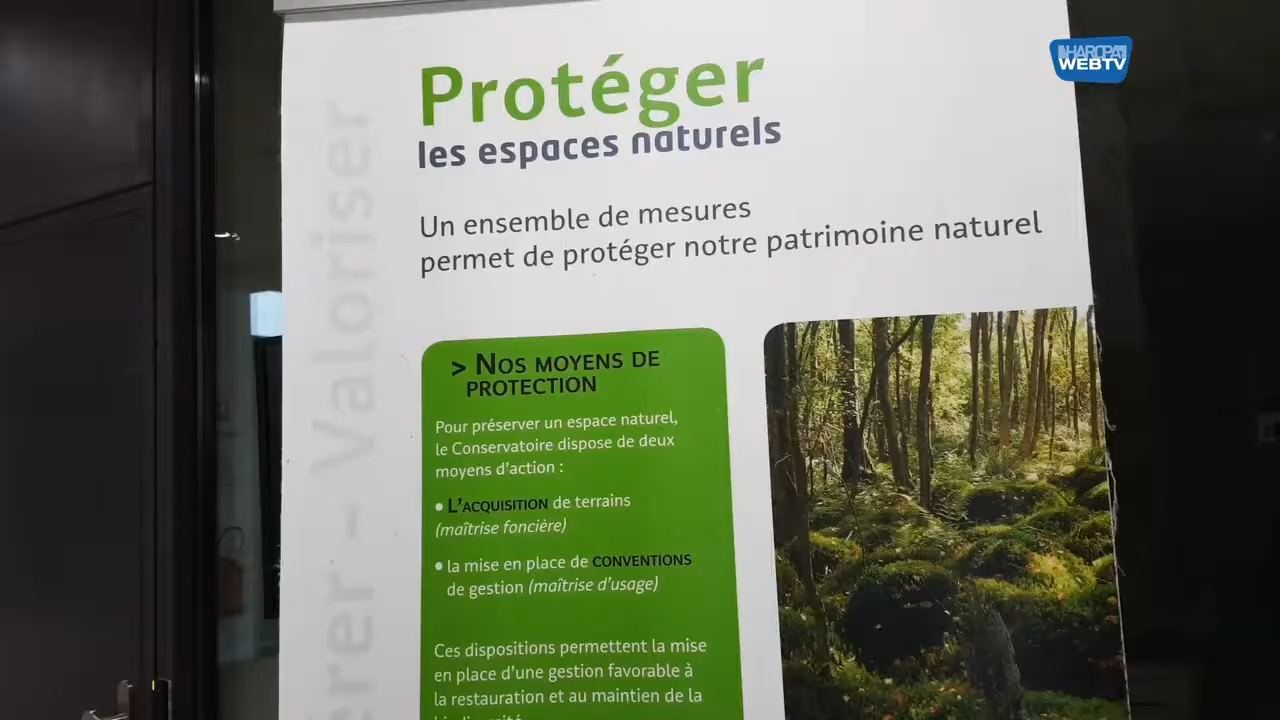 Protéger
les espaces naturels
Un ensemble de mesures
permet de protéger notre patrimoine naturel
> NOS MOYENS DE
PROTECTION
Pour préserver un espace naturel,
le Conservatoire dispose de deux
moyens d'action :
• L'ACQUISITION de terrains
(maîtrise foncière)
• la mise en place de CONVENTIONS
de gestion (maîtrise d'usage)
Ces dispositions permettent la mise
en place d'une gestion favorable à
la restauration et au maintien de la
Valoriser
WEBTV